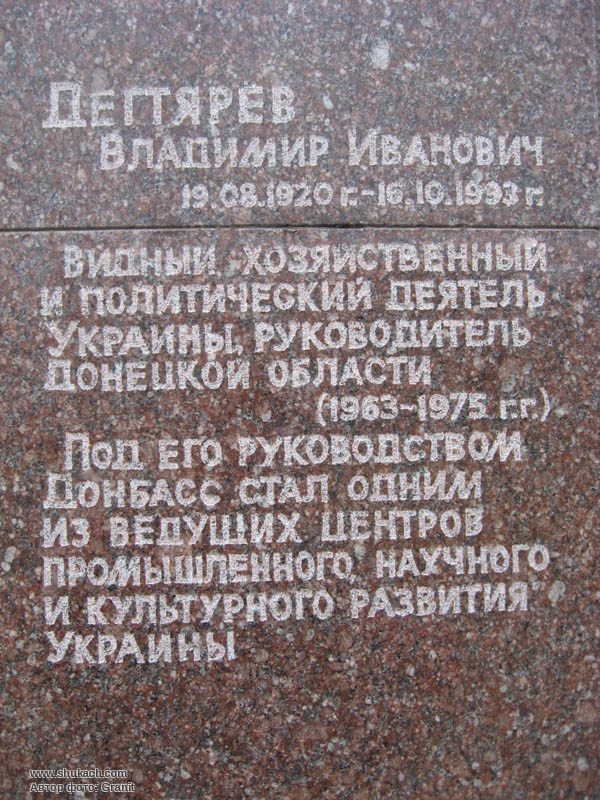 Дегтярев
Владимир Иванович
19.08.1920 г.-16.10.1993 г.
Видный хозяйственный
и политический деятель
Украины, руководитель
Донецкой области
(1963-1975 г.г.)
Под его руководством
Донбасс стал одним
из ведущих центров
промышленного, научного
и культурного развития
Украины
www.shukach.com
Автор фото: Granit